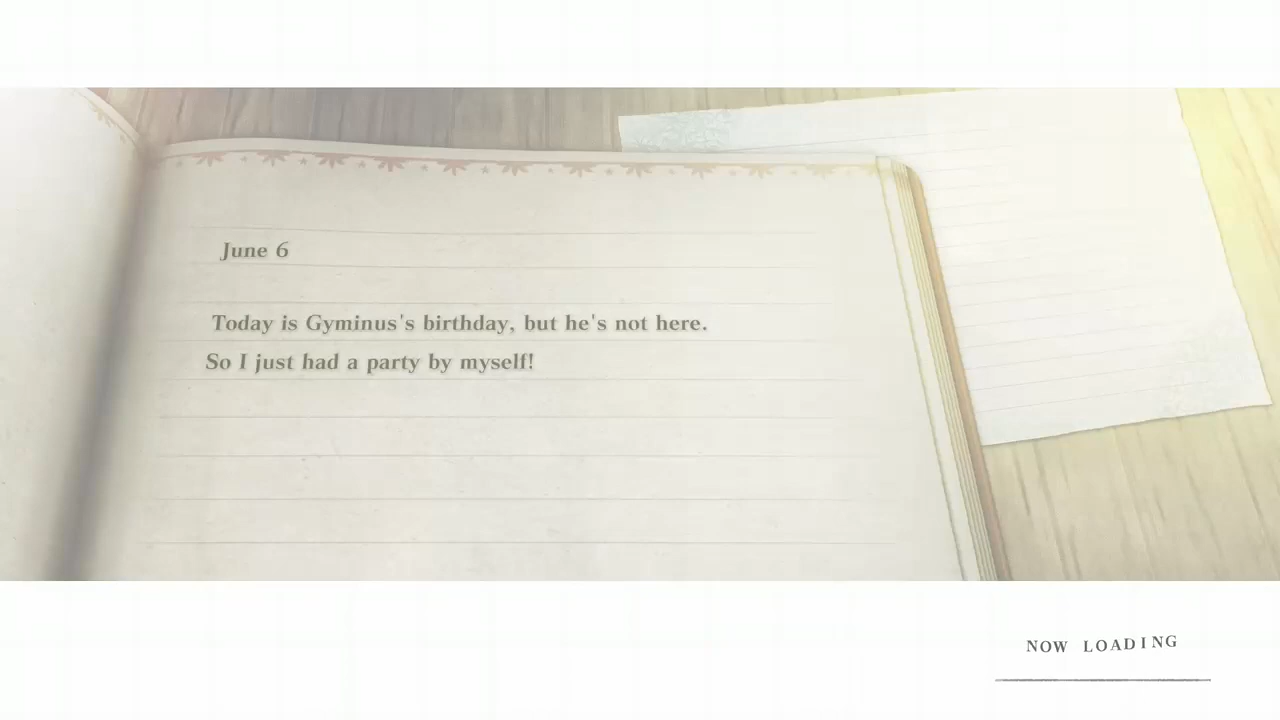 June 6
Today is Gyminus's birthday, but he's not here.
So I just had a party by myself!
NOW LOADING